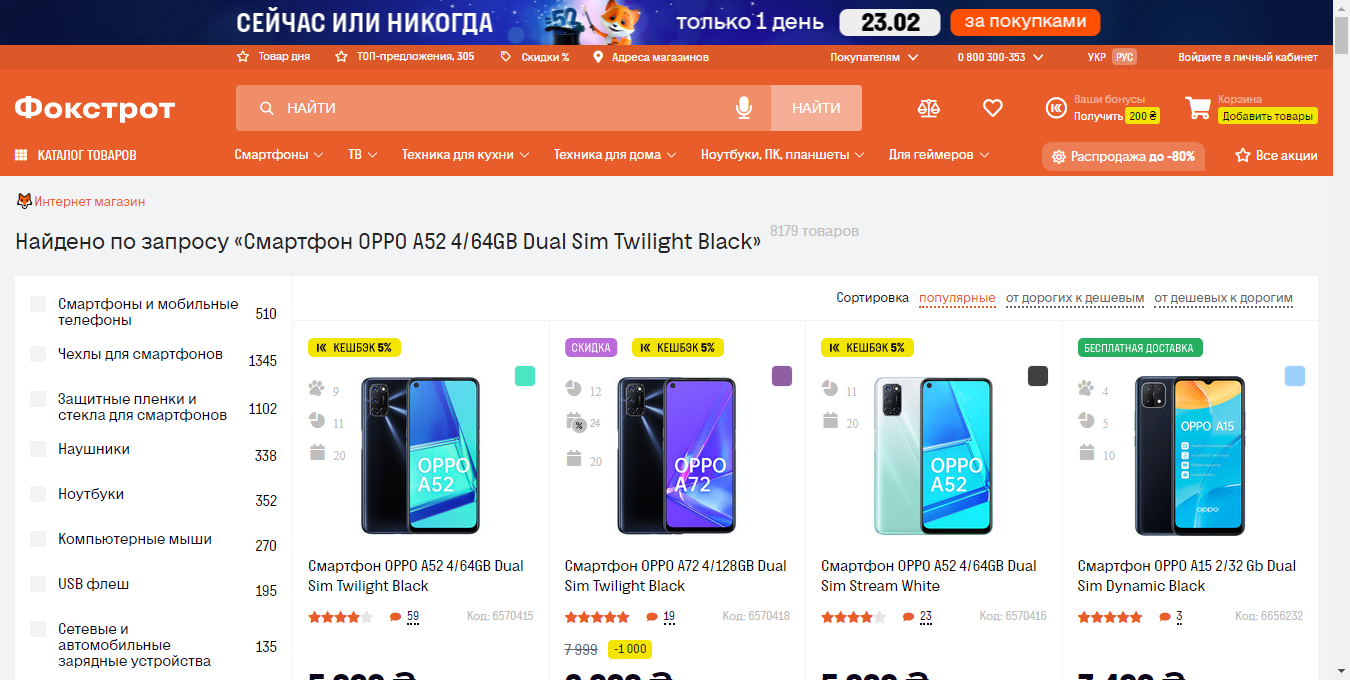 СЕЙЧАС ИЛИ НИКОГДА
-50
только 1 день
23.02
за покупками
Товар дня
ТОП-предложения, 305
Скидки %
Адреса магазинов
Покупателям
0 800 300-353
УКР РУС
Войдите в личный кабинет
Фокстрот
НАЙТИ
НАЙТИ
Ваши бонусы
Получить 200 ₴
Корзина
Добавить товары
КАТАЛОГ ТОВАРОВ
Смартфоны
ТВ
Техника для кухни
Техника для дома
Ноутбуки, ПК, планшеты
Для геймеров
Распродажа до -80%
Все акции
Интернет магазин
Найдено по запросу «Смартфон OPPO A52 4/64GB Dual Sim Twilight Black» 8179 товаров
Смартфоны и мобильные
телефоны
510
Чехлы для смартфонов
1345
Защитные пленки и
стекла для смартфонов
1102
Наушники
338
Ноутбуки
352
Компьютерные мыши
270
USB флеш
195
Сетевые и
автомобильные
зарядные устройства
135
Сортировка популярные от дорогих к дешевым от дешевых к дорогим
КЕШБЭК 5%
9
11
20
OPPO
A52
Смартфон OPPO A52 4/64GB Dual
Sim Twilight Black
59
Код: 6570415
СКИДКА
КЕШБЭК 5%
12
%
24
20
OPPO
A72
Смартфон OPPO A72 4/128GB Dual
Sim Twilight Black
19
Код: 6570418
7 999
-1 000
КЕШБЭК 5%
11
20
OPPO
A52
Смартфон OPPO A52 4/64GB Dual
Sim Stream White
23
Код: 6570416
БЕСПЛАТНАЯ ДОСТАВКА
4
5
10
OPPO A15
oppo
Смартфон OPPO A15 2/32 Gb Dual
Sim Dynamic Black
3
Код: 6656232